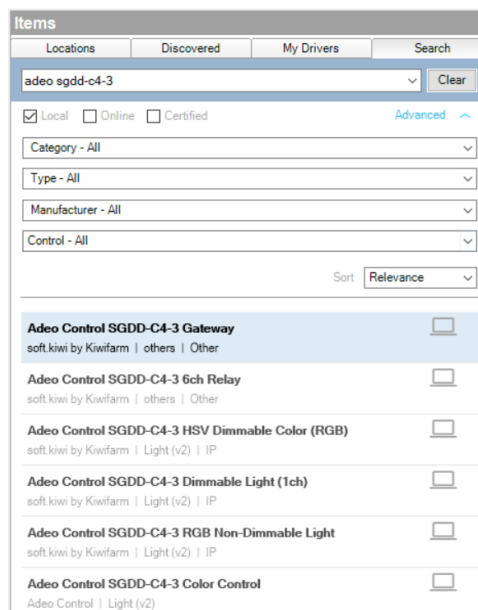 Items
Locations Discovered My Drivers Search
adeo sgdd-c4-3 Clear
Local Online Certified Advanced
Category - All
Type - All
Manufacturer - All
Control - All
Sort Relevance
Adeo Control SGDD-C4-3 Gateway
soft.kiwi by Kiwifarm | others | Other
Adeo Control SGDD-C4-3 6ch Relay
soft.kiwi by Kiwifarm | others | Other
Adeo Control SGDD-C4-3 HSV Dimmable Color (RGB)
soft.kiwi by Kiwifarm | Light (v2) | IP
Adeo Control SGDD-C4-3 Dimmable Light (1ch)
soft.kiwi by Kiwifarm | Light (v2) | IP
Adeo Control SGDD-C4-3 RGB Non-Dimmable Light
soft.kiwi by Kiwifarm | Light (v2) | IP
Adeo Control SGDD-C4-3 Color Control
Adeo Control | Light (v2)